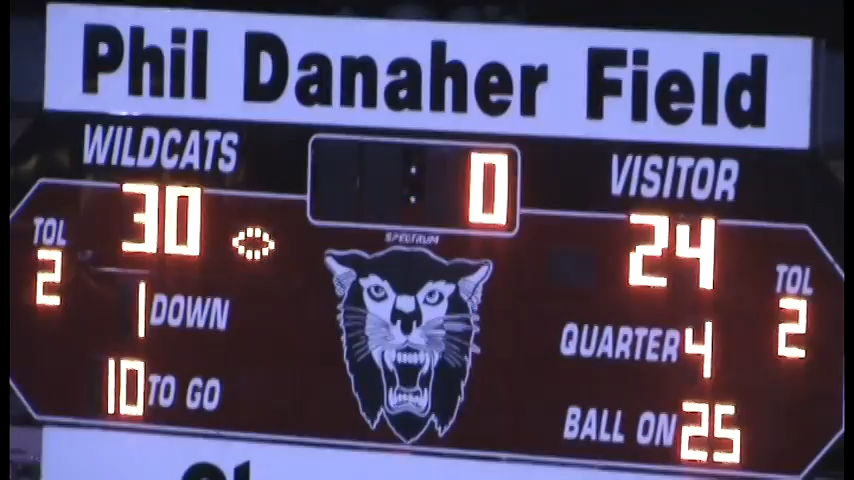 Phil Danaher Field
WILDCATS 0 VISITOR
30 24
SPECTRUM
TOL 2 TOL 2
1 DOWN QUARTER 4
10 TO GO BALL ON 25